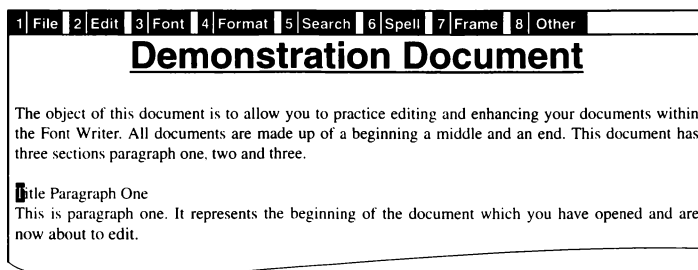 1 File 2 Edit 3 Font 4 Format 5 Search 6 Spell 7 Frame 8 Other
Demonstration Document
The object of this document is to allow you to practice editing and enhancing your documents within
the Font Writer. All documents are made up of a beginning a middle and an end. This document has
three sections paragraph one, two and three.
Title Paragraph One
This is paragraph one. It represents the beginning of the document which you have opened and are
now about to edit.